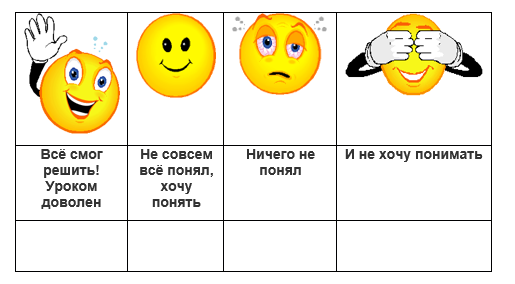 Всё смог
решить!
Уроком
доволен
Не совсем
всё понял,
хочу
понять
Ничего не
понял
И не хочу понимать